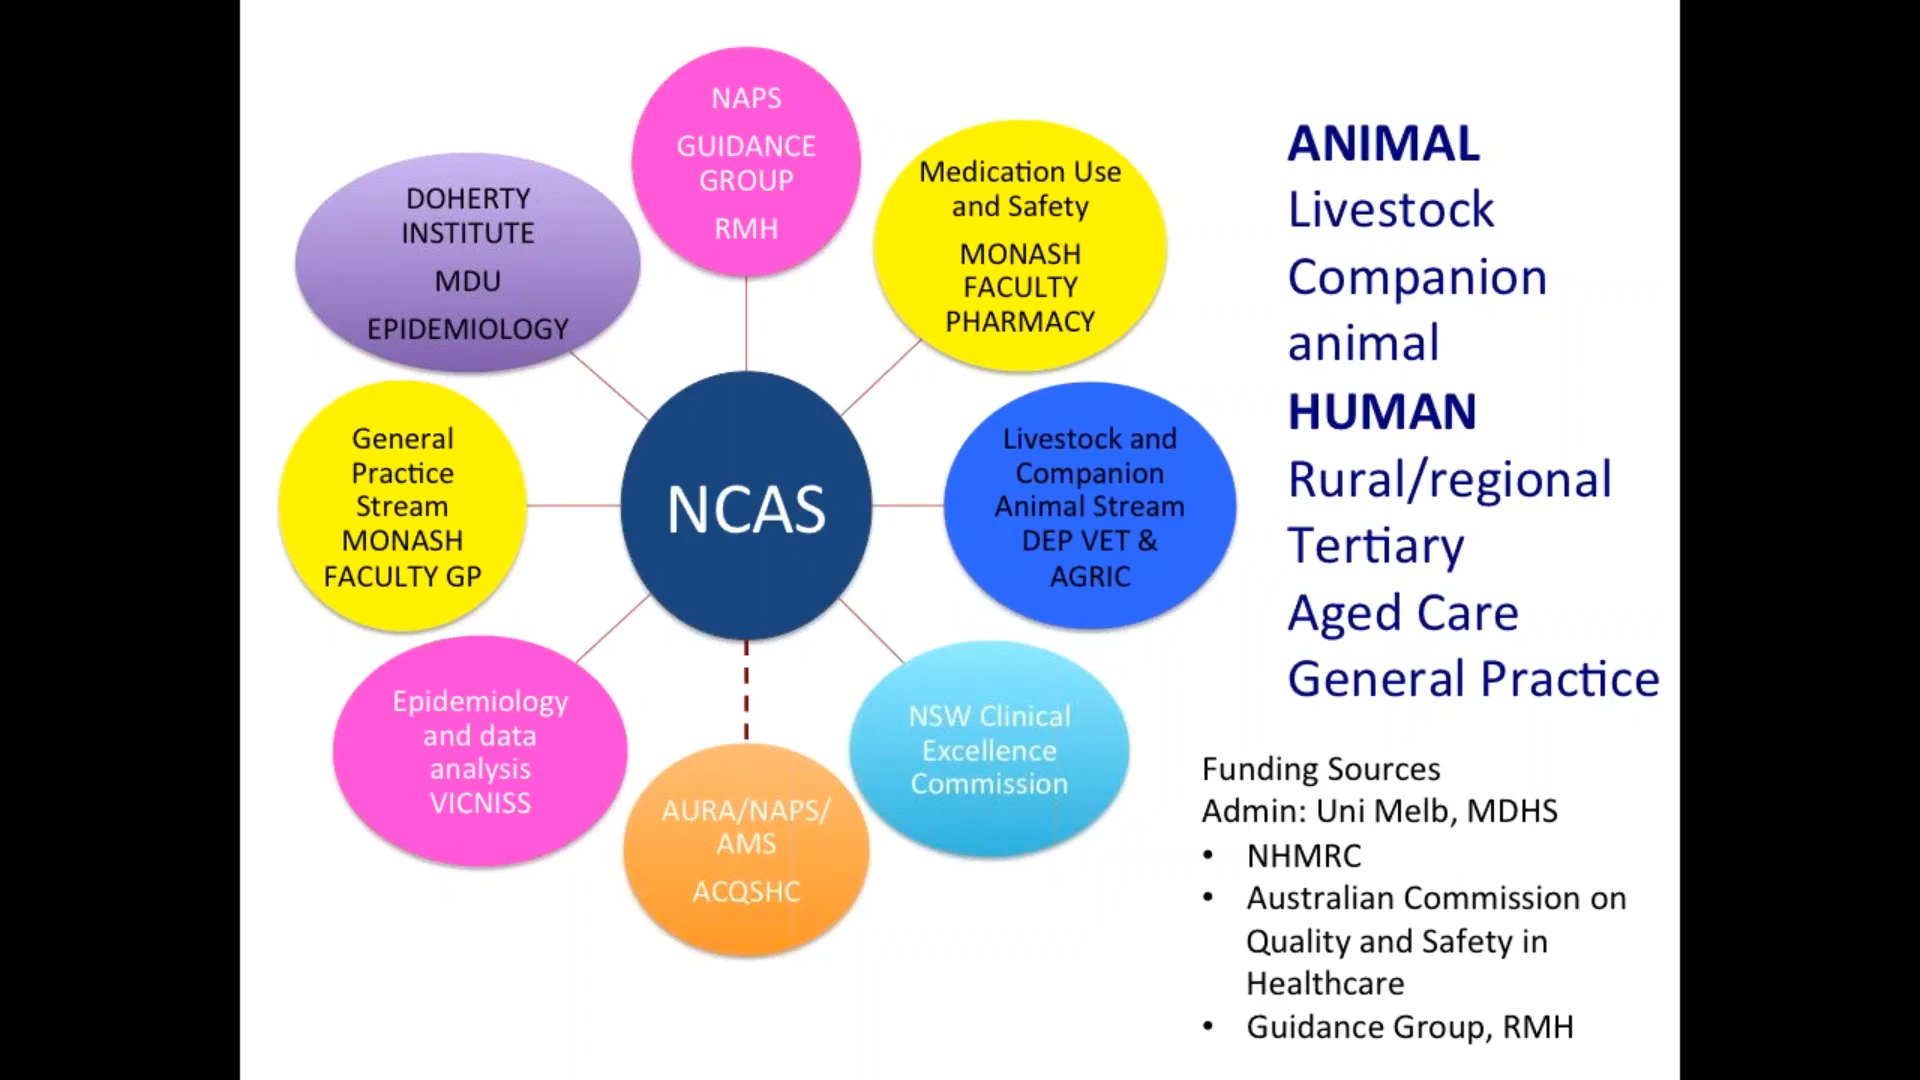 NAPS
GUIDANCE
GROUP
RMH
Medication Use
and Safety
MONASH
FACULTY
PHARMACY
DOHERTY
INSTITUTE
MDU
EPIDEMIOLOGY
General
Practice
Stream
MONASH
FACULTY GP
NCAS
Livestock and
Companion
Animal Stream
DEP VET &
AGRIC
Epidemiology
and data
analysis
VICNISS
AURA/NAPS/
AMS
ACQSHC
NSW Clinical
Excellence
Commission
ANIMAL
Livestock
Companion
animal
HUMAN
Rural/regional
Tertiary
Aged Care
General Practice
Funding Sources
Admin: Uni Melb, MDHS
• NHMRC
• Australian Commission on
Quality and Safety in
Healthcare
• Guidance Group, RMH